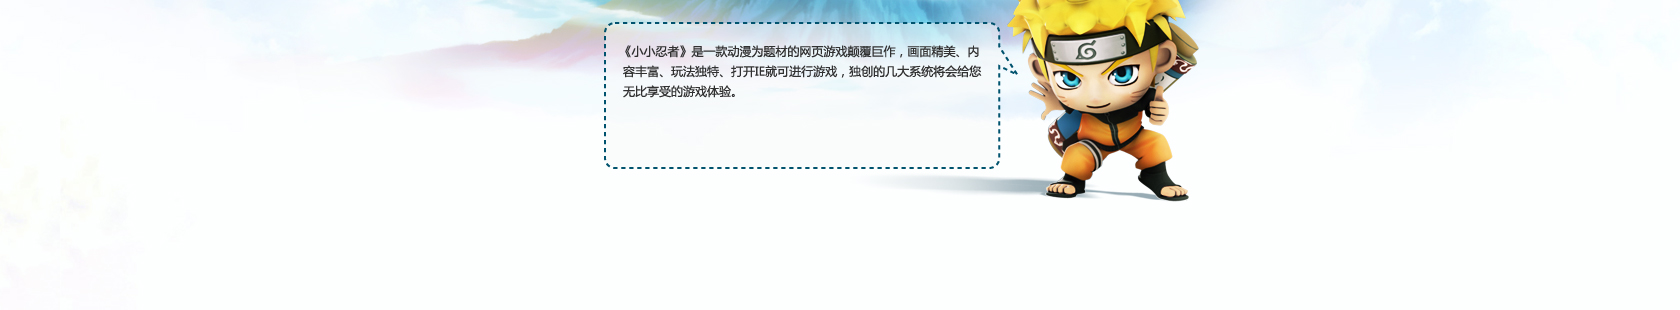 《小小忍者》是一款动漫为题材的网页游戏颠覆巨作，画面精美、内
容丰富、玩法独特、打开IE就可进行游戏，独创的几大系统将会给您
无比享受的游戏体验。